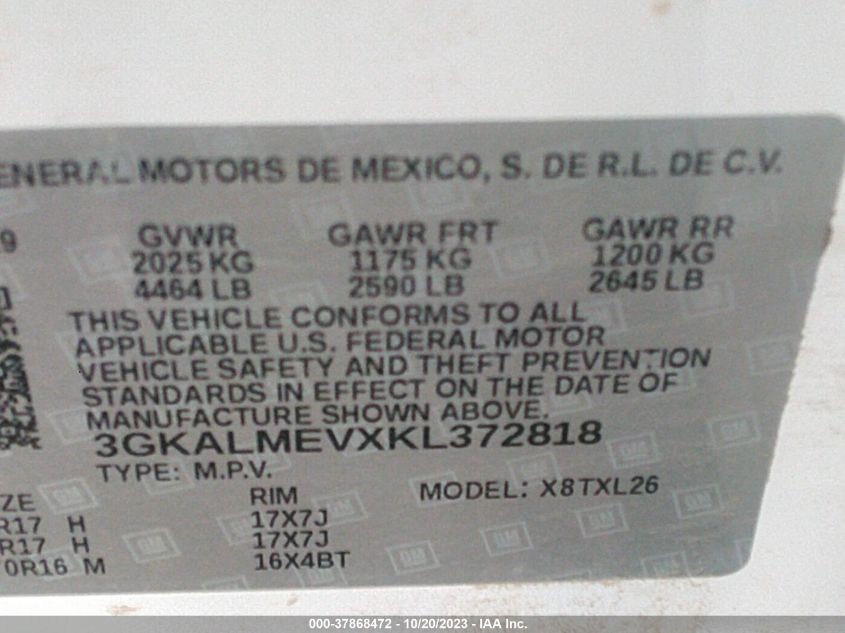 ENERAL MOTORS DE MEXICO, S. DE R.L. DE C.V.
9 GVWR GAWR FRT GAWR RR
2025 KG 1175 KG 1200 KG
4464 LB 2590 LB 2645 LB
THIS VEHICLE CONFORMS TO ALL
APPLICABLE U.S. FEDERAL MOTOR
VEHICLE SAFETY AND THEFT PREVENTION
STANDARDS IN EFFECT ON THE DATE OF
MANUFACTURE SHOWN ABOVE.
3GKALMEVXKL372818
TYPE: M.P.V.
ZE RIM MODEL: X8TXL26
R17 H 17X7J
R17 H 17X7J
0R16 M 16X4BT
000-37868472 - 10/20/2023 - IAA Inc.